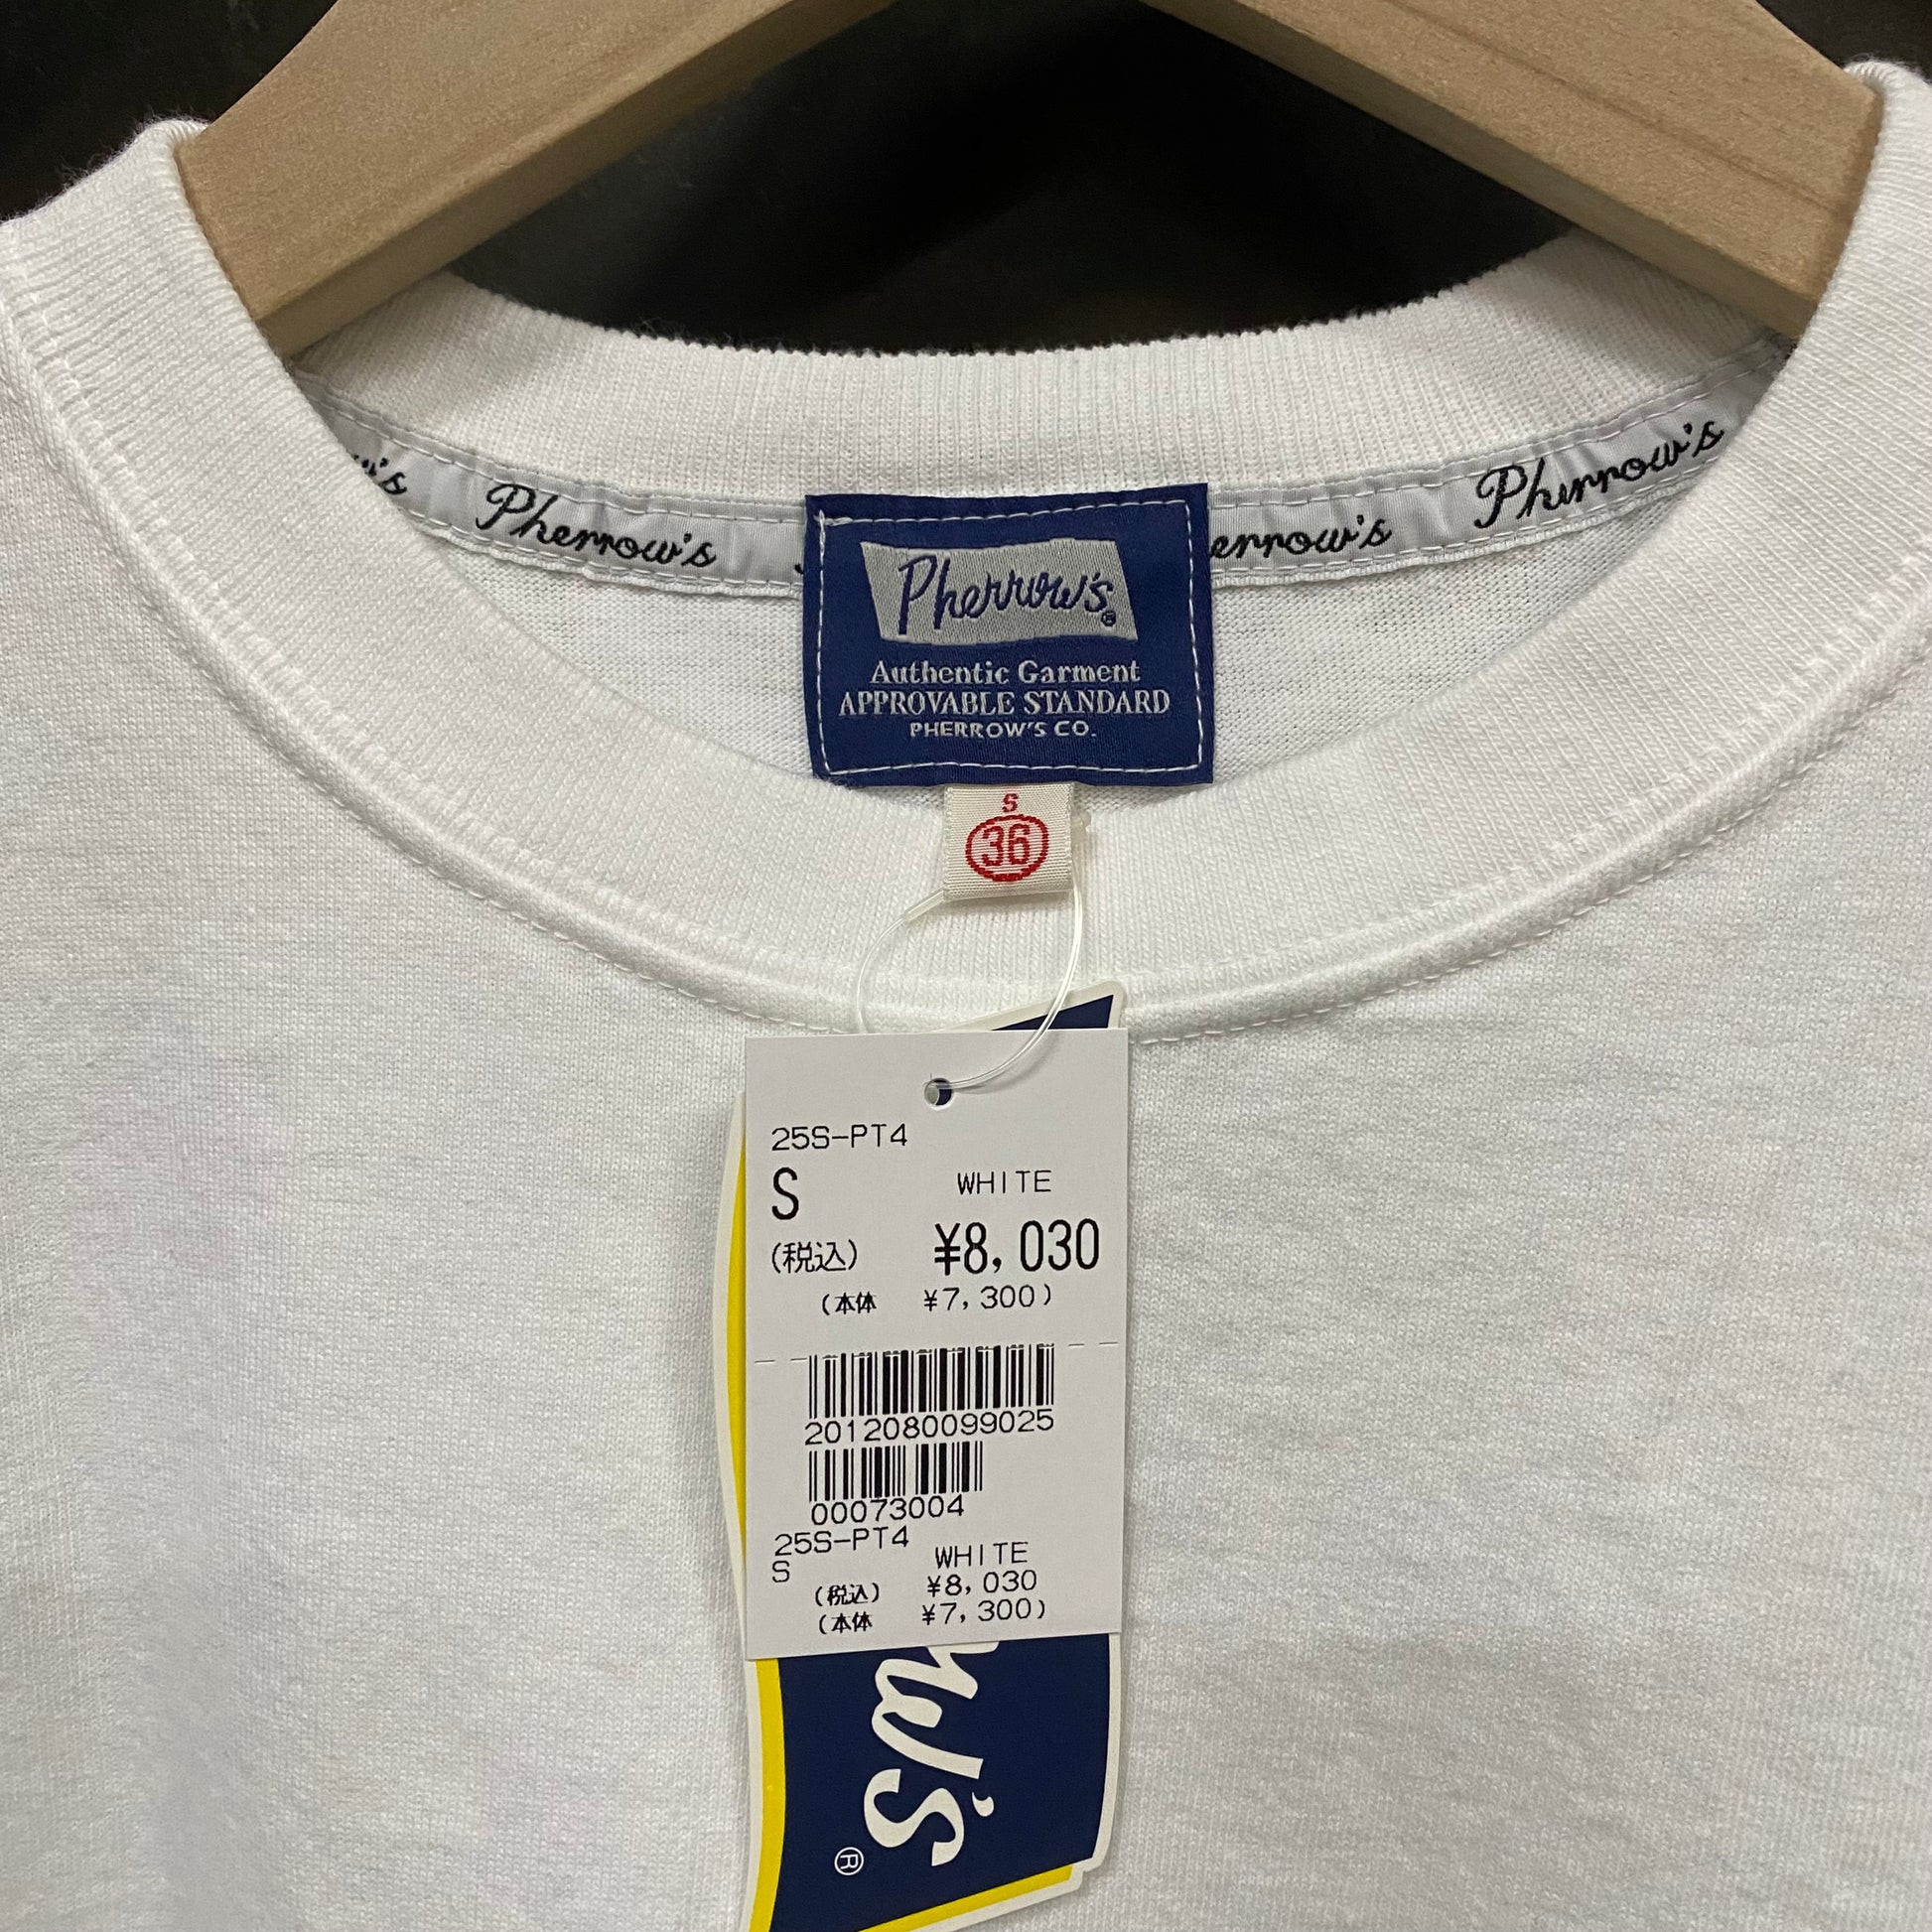 's
Pherrow's
errow's
Pherrow's
Pherrow's®
Authentic Garment
APPROVABLE STANDARD
PHERROW'S CO.
S
36
25S-PT4
S WHITE
(税込) ¥8,030
(本体 ¥7,300)
2012080099025
00073004
25S-PT4
S WHITE
(税込) ¥8,030
(本体 ¥7,300)
w's®